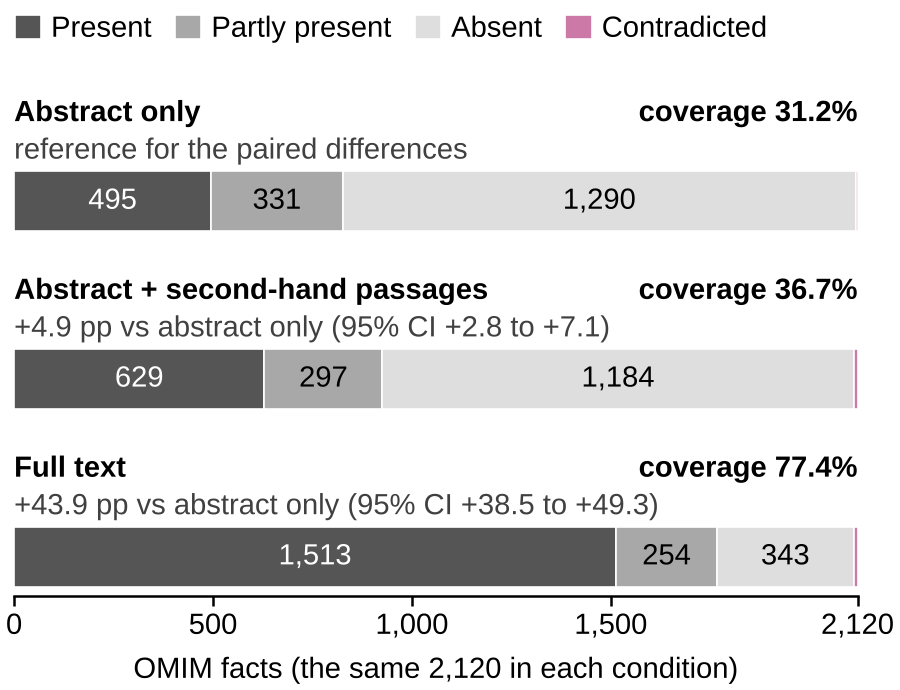 Present Partly present Absent Contradicted
Abstract only coverage 31.2%
reference for the paired differences
495 331 1,290
Abstract + second-hand passages coverage 36.7%
+4.9 pp vs abstract only (95% CI +2.8 to +7.1)
629 297 1,184
Full text coverage 77.4%
+43.9 pp vs abstract only (95% CI +38.5 to +49.3)
1,513 254 343
0 500 1,000 1,500 2,120
OMIM facts (the same 2,120 in each condition)